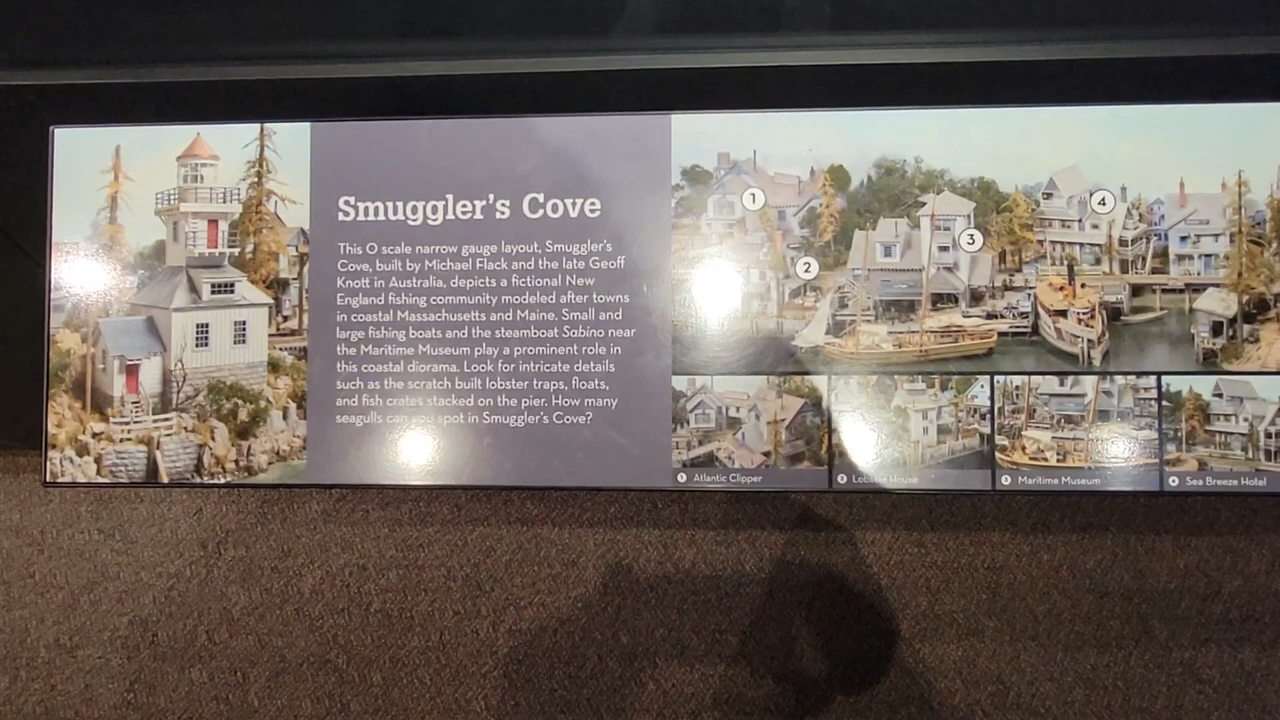 Smuggler's Cove
This O scale narrow gauge layout, Smuggler's
Cove, built by Michael Flack and the late Geoff
Knott in Australia, depicts a fictional New
England fishing community modeled after towns
in coastal Massachusetts and Maine. Small and
large fishing boats and the steamboat Sabino near
the Maritime Museum play a prominent role in
this coastal diorama. Look for intricate details
such as the scratch built lobster traps, floats,
and fish crates stacked on the pier. How many
seagulls can you spot in Smuggler's Cove?
1
2
3
4
1 Atlantic Clipper
2 Lobster House
3 Maritime Museum
4 Sea Breeze Hotel